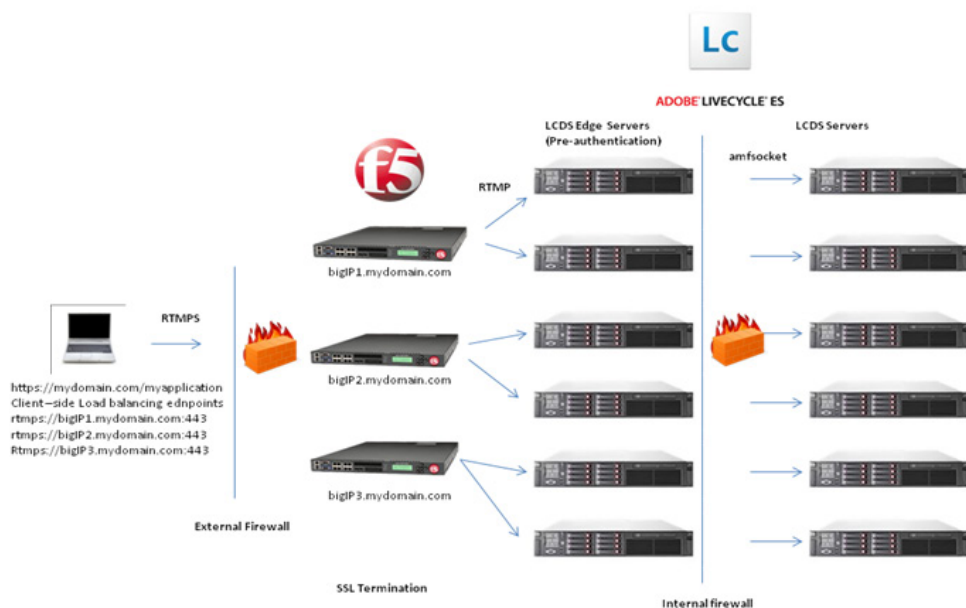 Lc
ADOBE® LIVECYCLE® ES
LCDS Edge Servers
(Pre-authentication)
LCDS Servers
f5
RTMP
amfsocket
bigIP1.mydomain.com
RTMPS
bigIP2.mydomain.com
https://mydomain.com/myapplication
Client–side Load balancing ednpoints
rtmps://bigIP1.mydomain.com:443
rtmps://bigIP2.mydomain.com:443
Rtmps://bigIP3.mydomain.com:443
bigIP3.mydomain.com
External Firewall
SSL Termination
Internal firewall